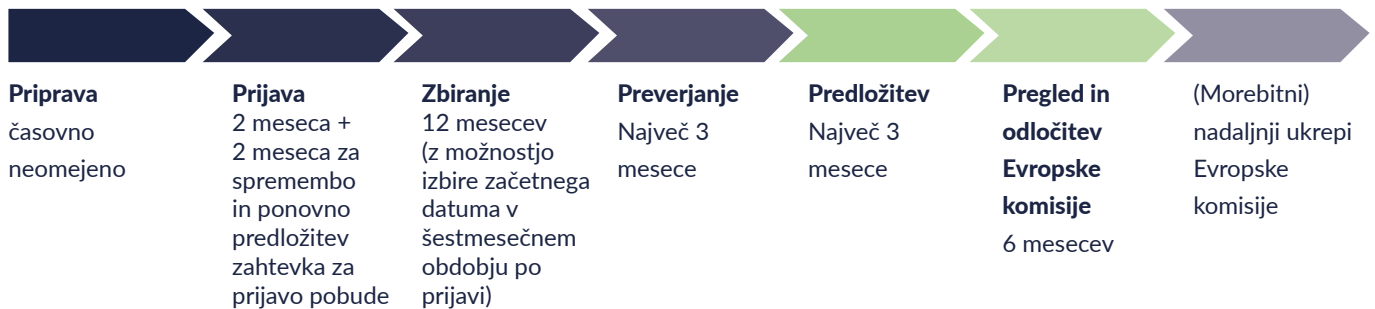 Priprava
časovno
neomejeno
Prijava
2 meseca +
2 meseca za
spremembo
in ponovno
predložitev
zahtevka za
prijavo pobude
Zbiranje
12 mesecev
(z možnostjo
izbire začetnega
datuma v
šestmesečnem
obdobju po
prijavi)
Preverjanje
Največ 3
mesece
Predložitev
Največ 3
mesece
Pregled in
odločitev
Evropske
komisije
6 mesecev
(Morebitni)
nadaljnji ukrepi
Evropske
komisije